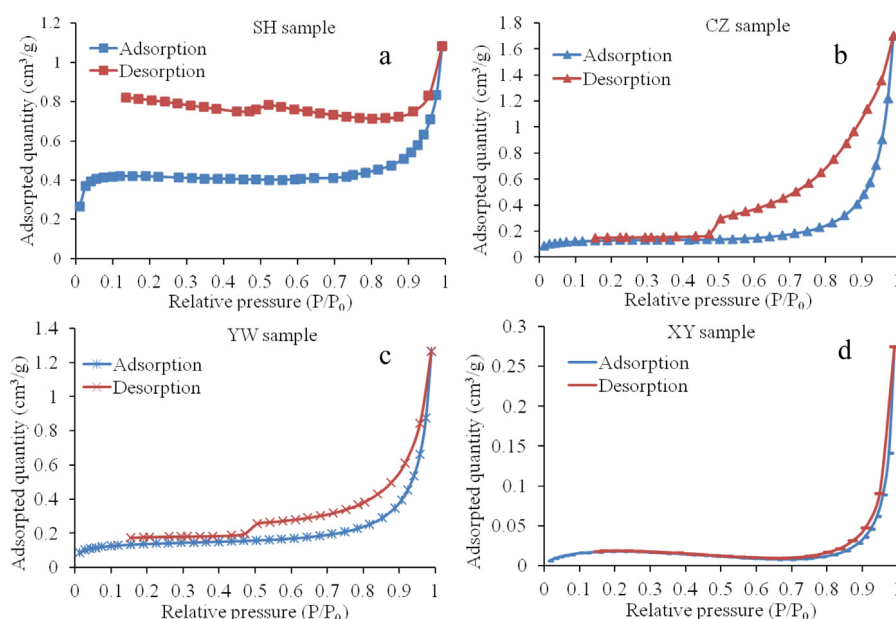 SH sample
a
Adsorption
Desorption
Adsorpted quantity (cm³/g)
1.2
1
0.8
0.6
0.4
0.2
0
0 0.1 0.2 0.3 0.4 0.5 0.6 0.7 0.8 0.9 1
Relative pressure (P/P₀)
CZ sample
b
Adsorption
Desorption
Adsorpted quantity (cm³/g)
1.8
1.6
1.4
1.2
1
0.8
0.6
0.4
0.2
0
0 0.1 0.2 0.3 0.4 0.5 0.6 0.7 0.8 0.9 1
Relative pressure (P/P₀)
YW sample
c
Adsorption
Desorption
Adsorpted quantity (cm³/g)
1.4
1.2
1
0.8
0.6
0.4
0.2
0
0 0.1 0.2 0.3 0.4 0.5 0.6 0.7 0.8 0.9 1
Relative pressure (P/P₀)
XY sample
d
Adsorption
Desorption
Adsorpted quantity (cm³/g)
0.3
0.25
0.2
0.15
0.1
0.05
0
0 0.1 0.2 0.3 0.4 0.5 0.6 0.7 0.8 0.9 1
Relative pressure (P/P₀)